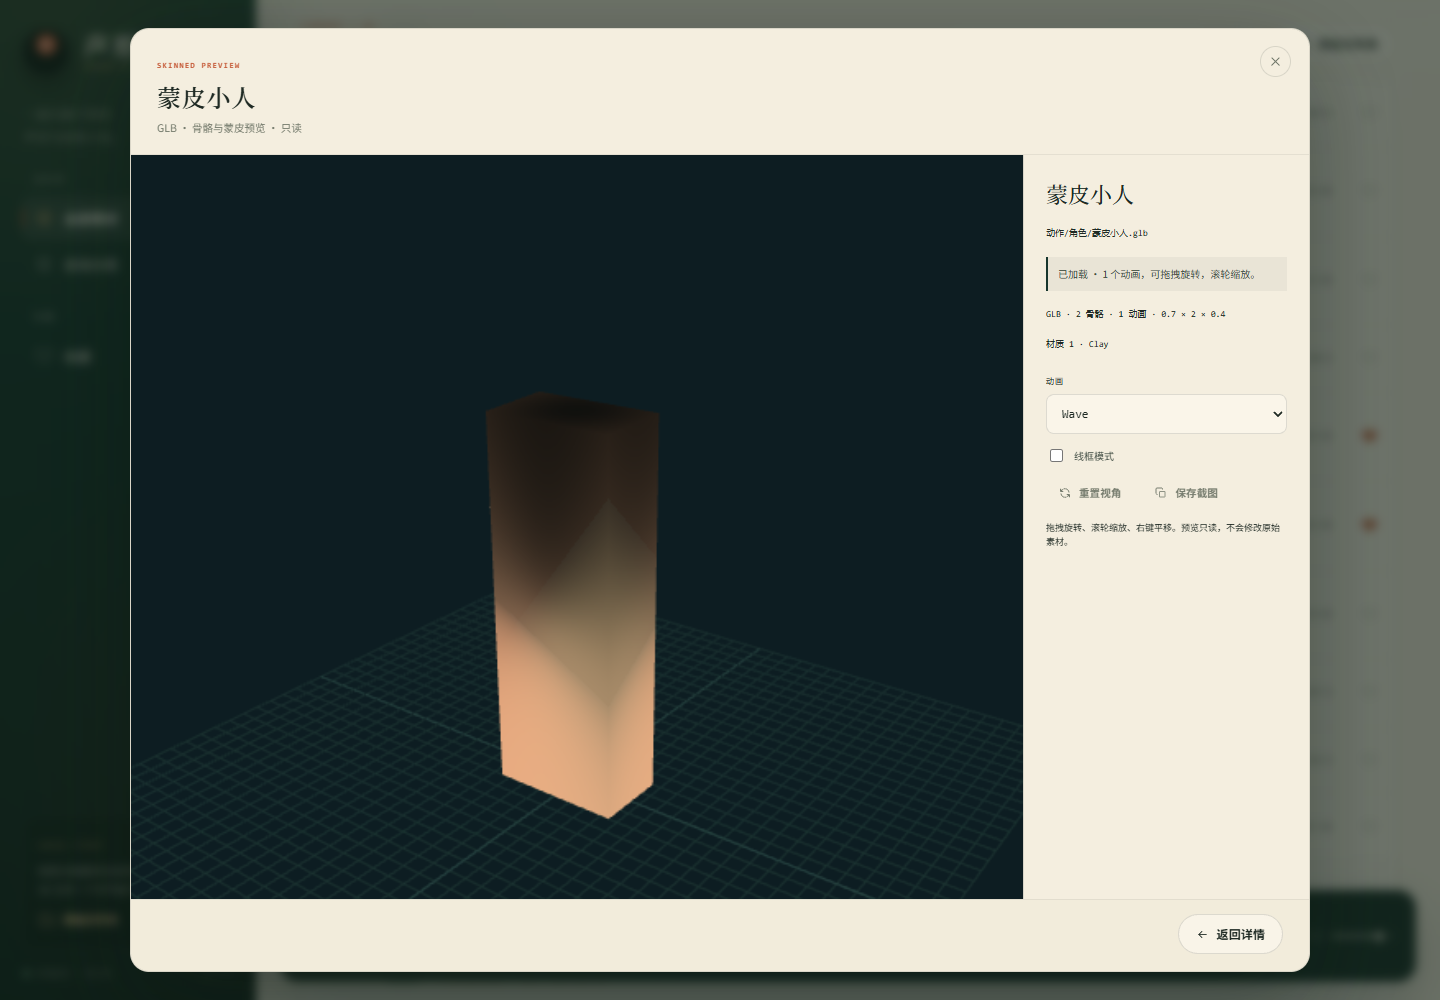 SKINNED PREVIEW
蒙皮小人
GLB · 骨骼与蒙皮预览 · 只读
蒙皮小人
动作/角色/蒙皮小人.glb
已加载 · 1 个动画，可拖拽旋转，滚轮缩放。
GLB · 2 骨骼 · 1 动画 · 0.7 × 2 × 0.4
材质 1 · Clay
动画
Wave
线框模式
重置视角 保存截图
拖拽旋转、滚轮缩放、右键平移。预览只读，不会修改原始
素材。
← 返回详情